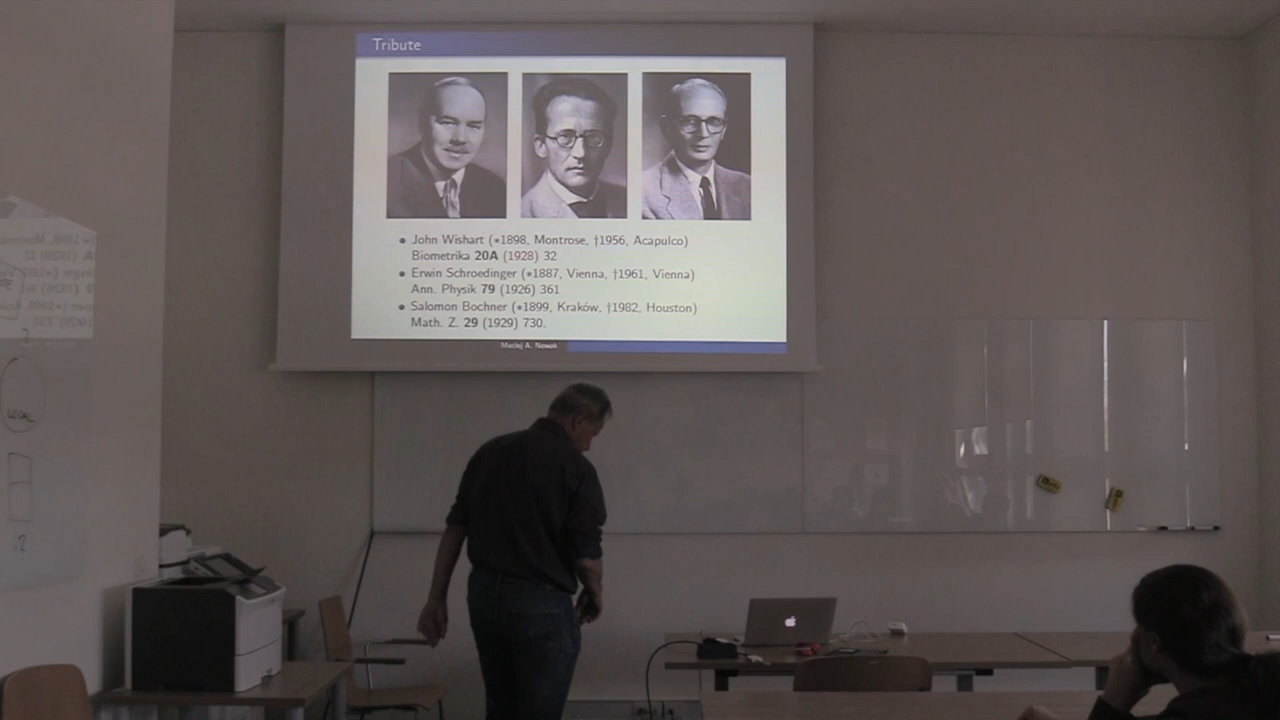 Tribute
John Wishart (∗1898, Montrose, †1956, Acapulco)
Biometrika 20A (1928) 32
Erwin Schroedinger (∗1887, Vienna, †1961, Vienna)
Ann. Physik 79 (1926) 361
Salomon Bochner (∗1899, Kraków, †1982, Houston)
Math. Z. 29 (1929) 730.
Maciej A. Nowak
LOCAL
?